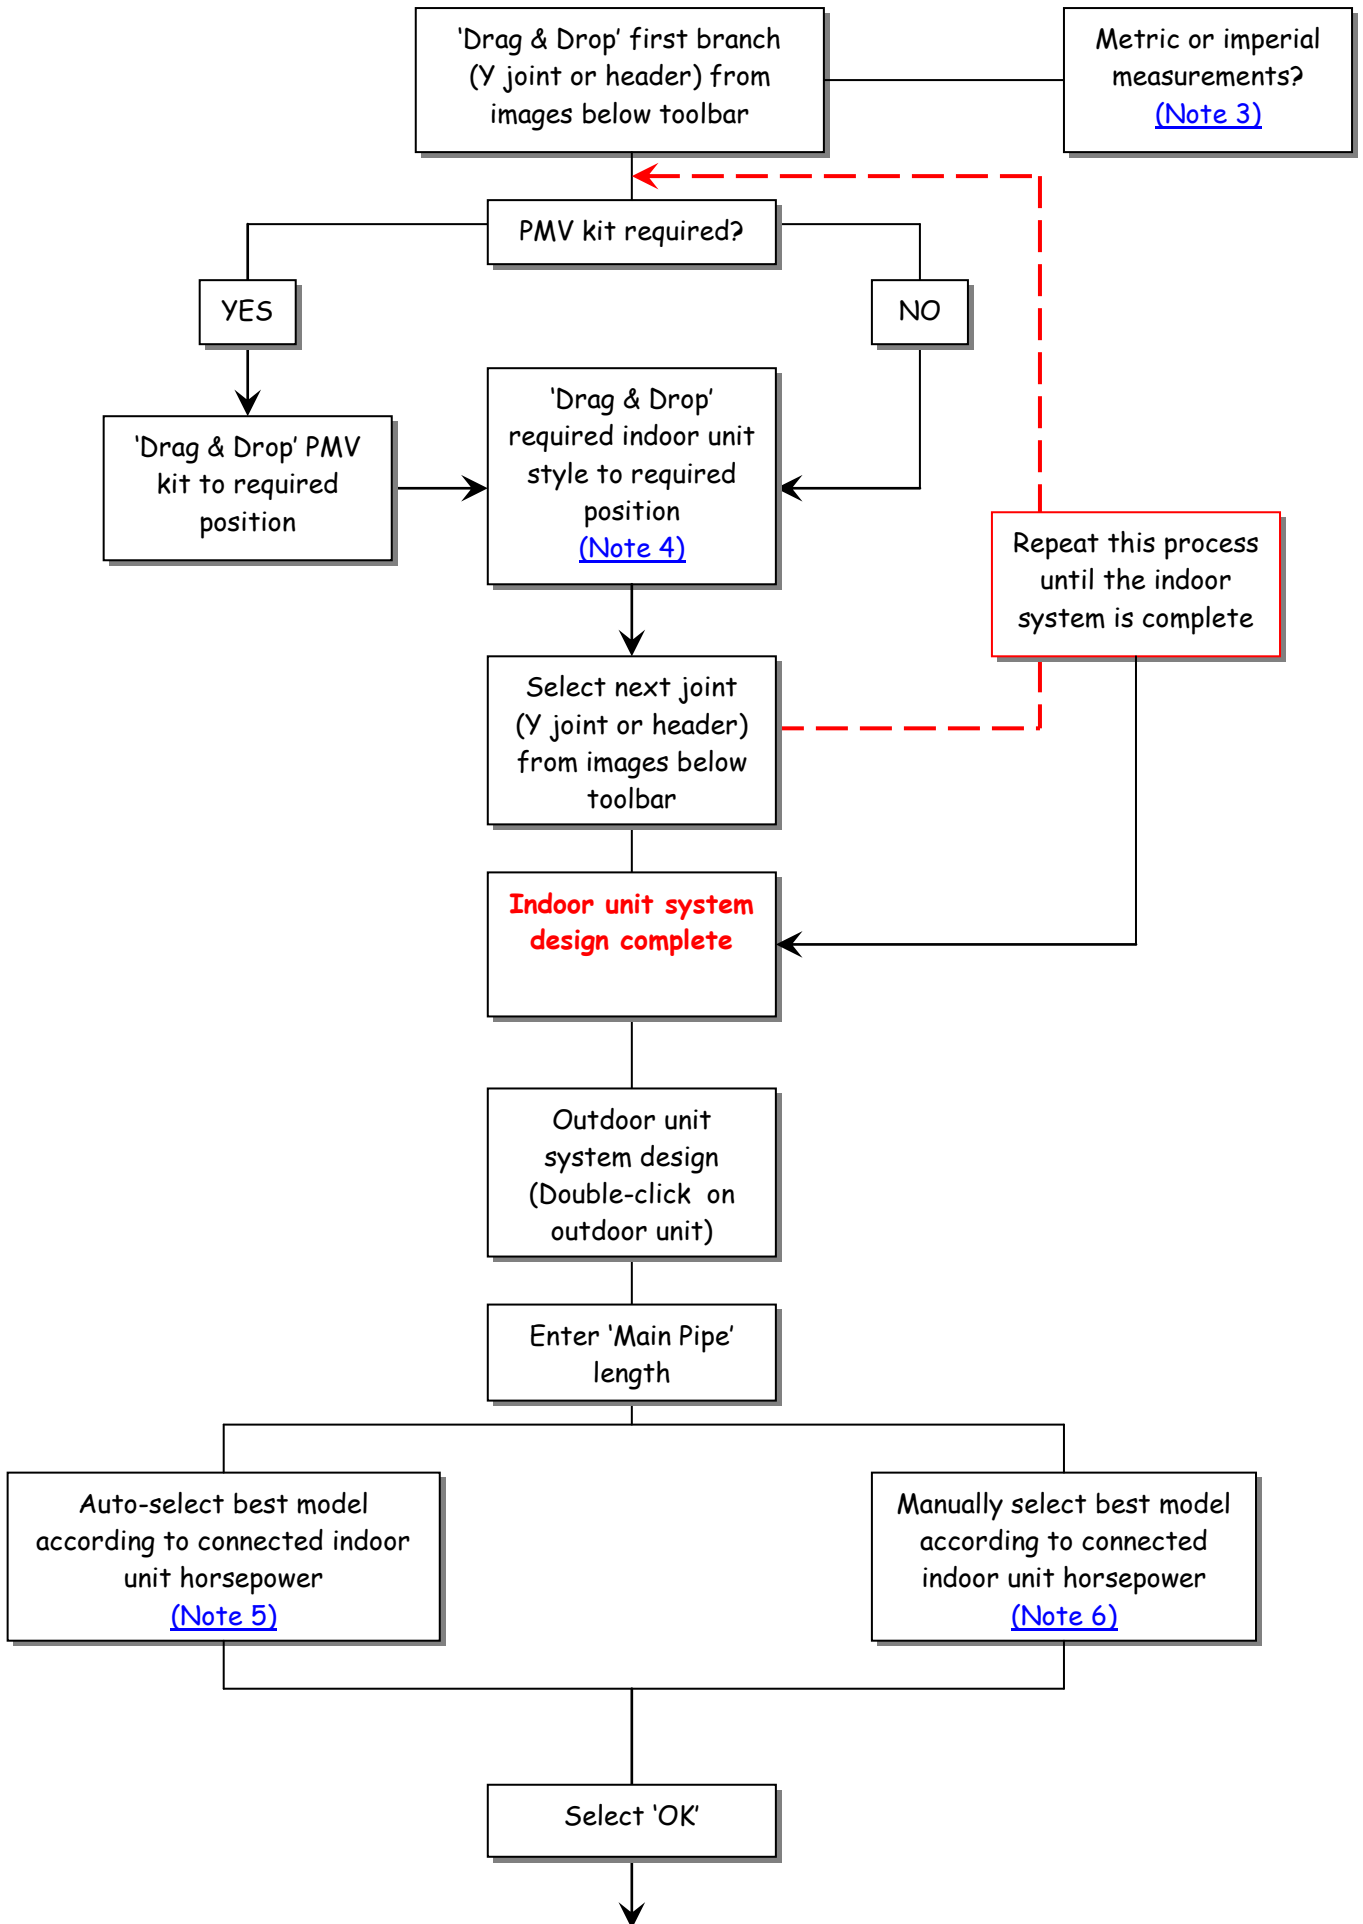 ‘Drag & Drop’ first branch
(Y joint or header) from
images below toolbar
Metric or imperial
measurements?
(Note 3)
PMV kit required?
YES
NO
‘Drag & Drop’ PMV
kit to required
position
‘Drag & Drop’
required indoor unit
style to required
position
(Note 4)
Repeat this process
until the indoor
system is complete
Select next joint
(Y joint or header)
from images below
toolbar
Indoor unit system
design complete
Outdoor unit
system design
(Double-click on
outdoor unit)
Enter ‘Main Pipe’
length
Auto-select best model
according to connected indoor
unit horsepower
(Note 5)
Manually select best model
according to connected
indoor unit horsepower
(Note 6)
Select ‘OK’